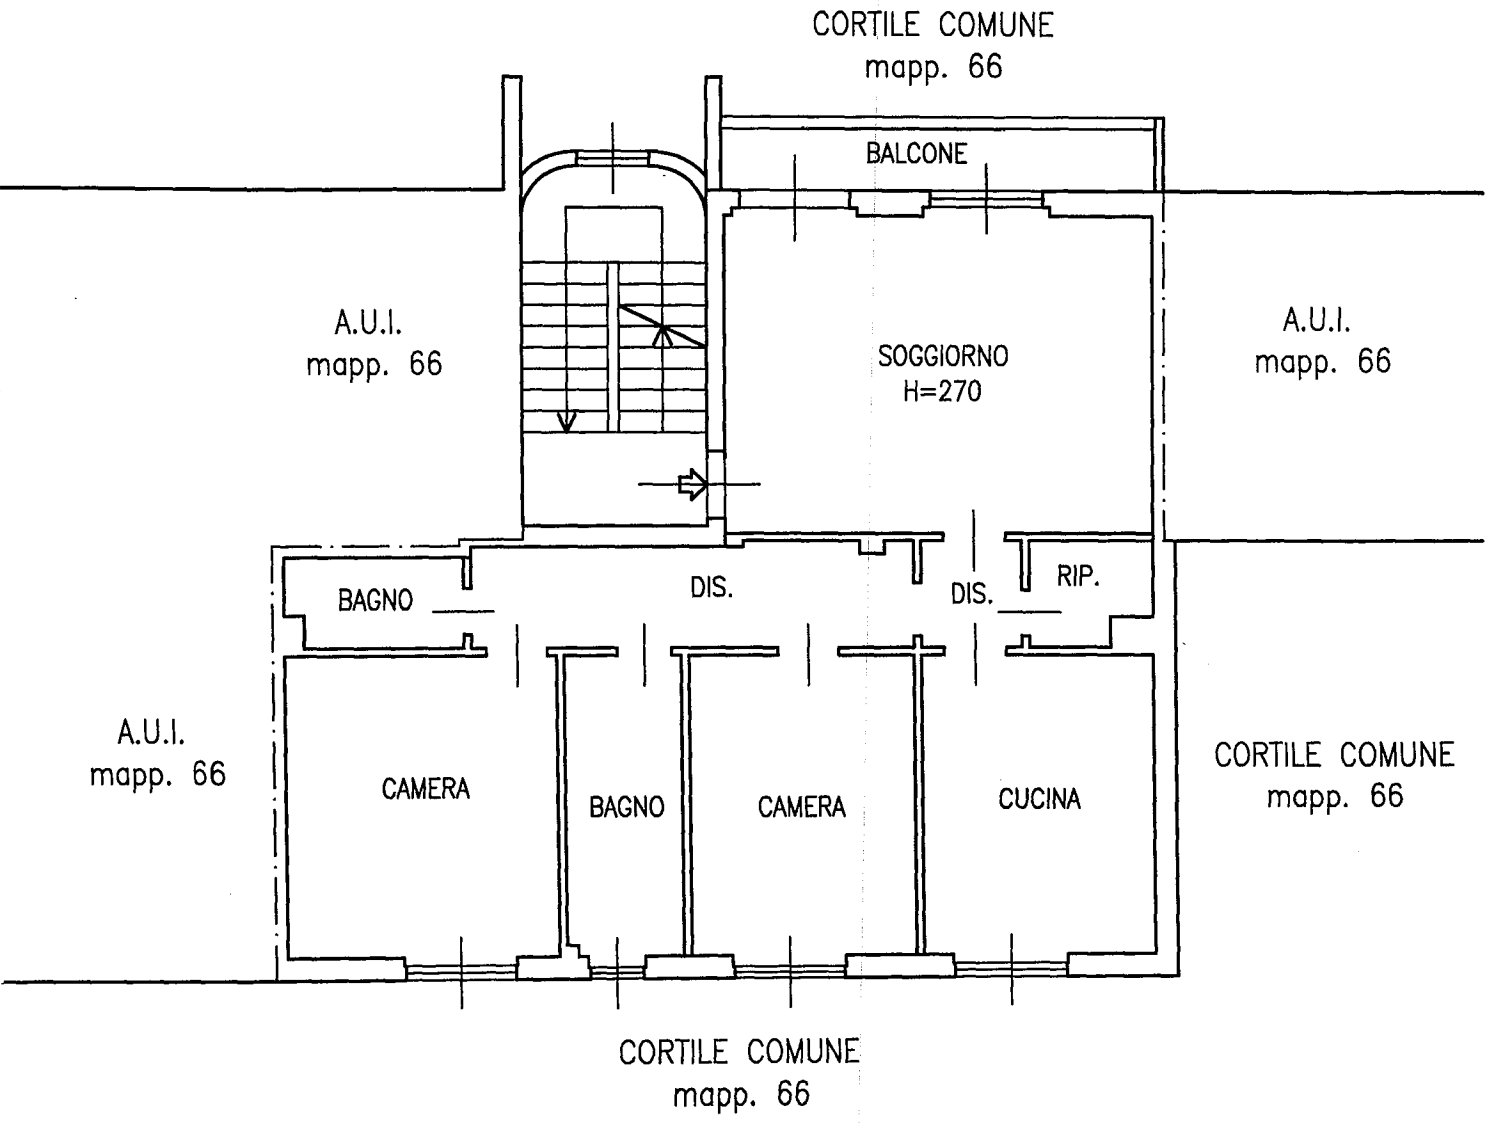 CORTILE COMUNE
mapp. 66
BALCONE
A.U.I.
mapp. 66
SOGGIORNO
H=270
A.U.I.
mapp. 66
BAGNO
DIS.
DIS.
RIP.
A.U.I.
mapp. 66
CAMERA
BAGNO
CAMERA
CUCINA
CORTILE COMUNE
mapp. 66
CORTILE COMUNE
mapp. 66